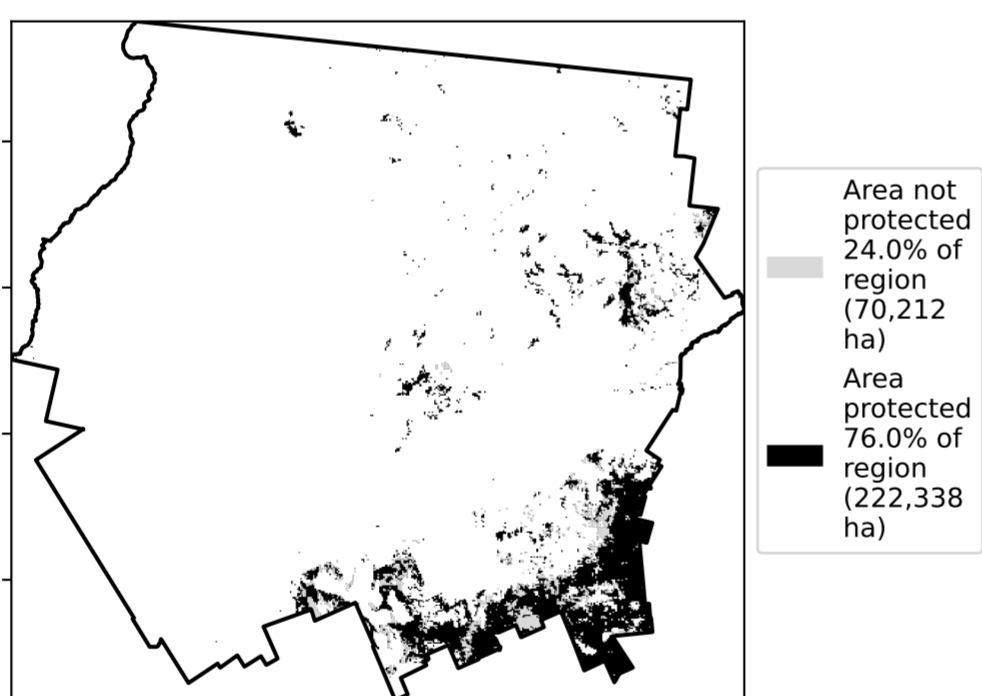 Area not
protected
24.0% of
region
(70,212
ha)
Area
protected
76.0% of
region
(222,338
ha)